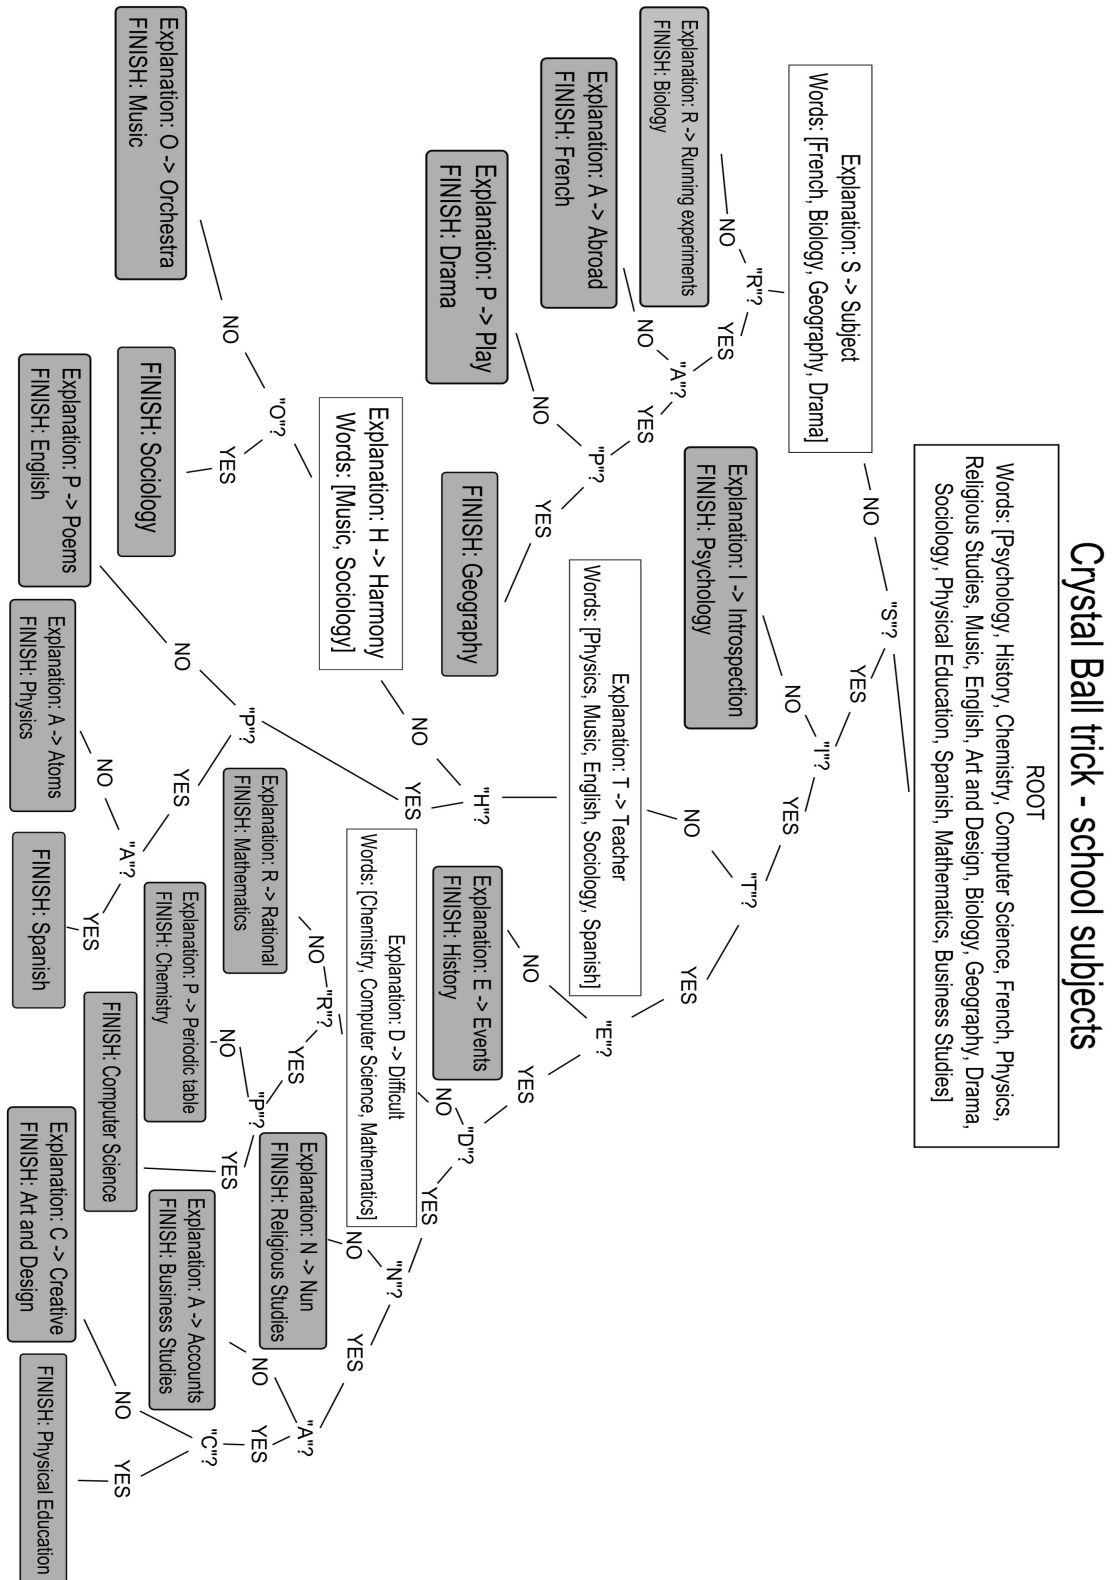 Crystal Ball trick - school subjects
ROOT
Words: [Psychology, History, Chemistry, Computer Science, French, Physics,
Religious Studies, Music, English, Art and Design, Biology, Geography, Drama,
Sociology, Physical Education, Spanish, Mathematics, Business Studies]
"S"?
NO
YES
Explanation: S -> Subject
Words: [French, Biology, Geography, Drama]
"R"?
NO
YES
Explanation: R -> Running experiments
FINISH: Biology
"A"?
NO
YES
Explanation: A -> Abroad
FINISH: French
"P"?
NO
YES
Explanation: P -> Play
FINISH: Drama
FINISH: Geography
"I"?
NO
YES
Explanation: I -> Introspection
FINISH: Psychology
"T"?
NO
YES
Explanation: T -> Teacher
Words: [Physics, Music, English, Sociology, Spanish]
"H"?
NO
YES
Explanation: H -> Harmony
Words: [Music, Sociology]
"O"?
NO
YES
Explanation: O -> Orchestra
FINISH: Music
FINISH: Sociology
"P"?
NO
YES
Explanation: P -> Poems
FINISH: English
"A"?
NO
YES
Explanation: A -> Atoms
FINISH: Physics
FINISH: Spanish
"E"?
NO
YES
Explanation: E -> Events
FINISH: History
"D"?
NO
YES
Explanation: D -> Difficult
Words: [Chemistry, Computer Science, Mathematics]
"R"?
NO
YES
Explanation: R -> Rational
FINISH: Mathematics
"P"?
NO
YES
Explanation: P -> Periodic table
FINISH: Chemistry
FINISH: Computer Science
"N"?
NO
YES
Explanation: N -> Nun
FINISH: Religious Studies
"A"?
NO
YES
Explanation: A -> Accounts
FINISH: Business Studies
"C"?
NO
YES
Explanation: C -> Creative
FINISH: Art and Design
FINISH: Physical Education